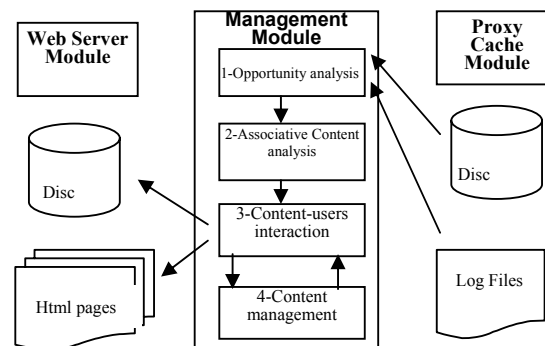 Web Server
Module
Disc
Html pages
Management
Module
1-Opportunity analysis
2-Associative Content
analysis
3-Content-users
interaction
4-Content
management
Proxy
Cache
Module
Disc
Log Files